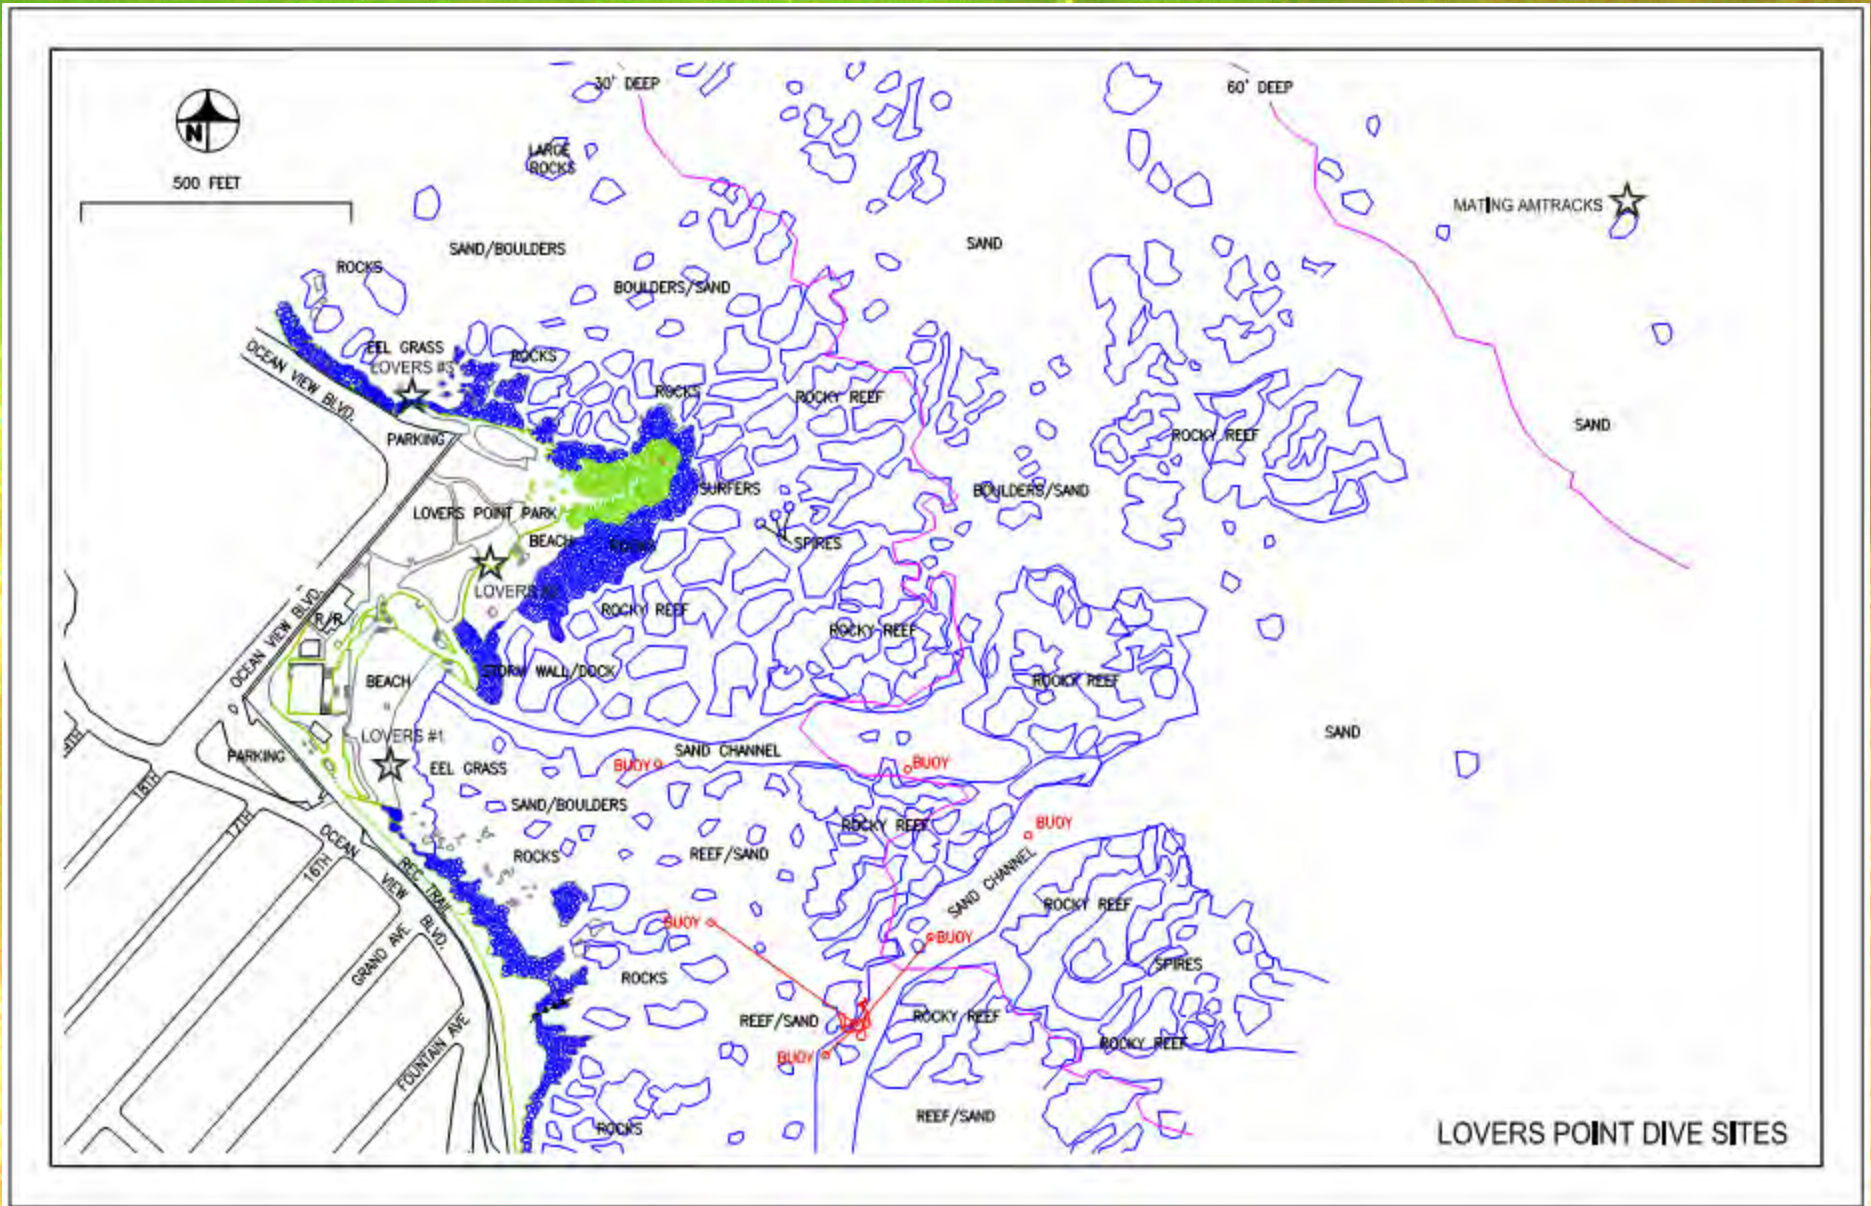 30' DEEP
60' DEEP
N
500 FEET
LARGE
ROCKS
MATING AMTRACKS
SAND/BOULDERS
SAND
ROCKS
BOULDERS/SAND
OCEAN VIEW BLVD.
EEL GRASS
LOVERS #3
ROCKS
ROCKS
ROCKY REEF
PARKING
ROCKY REEF
SAND
SURFERS
BOULDERS/SAND
LOVERS POINT PARK
BEACH
ROCKS
SPIRES
LOVERS #2
OCEAN VIEW BLVD.
R/R
ROCKY REEF
ROCKY REEF
STORM WALL/DOCK
BEACH
ROCKY REEF
LOVERS #1
SAND
PARKING
SAND CHANNEL
EEL GRASS
BUOY
BUOY
18TH
17TH
16TH
SAND/BOULDERS
OCEAN VIEW BLVD.
REC TRAIL
ROCKS
REEF/SAND
ROCKY REEF
BUOY
SAND CHANNEL
ROCKY REEF
GRAND AVE
BUOY
BUOY
ROCKS
SPIRES
FOUNTAIN AVE
REEF/SAND
ROCKY REEF
BUOY
ROCKY REEF
ROCKS
REEF/SAND
LOVERS POINT DIVE SITES